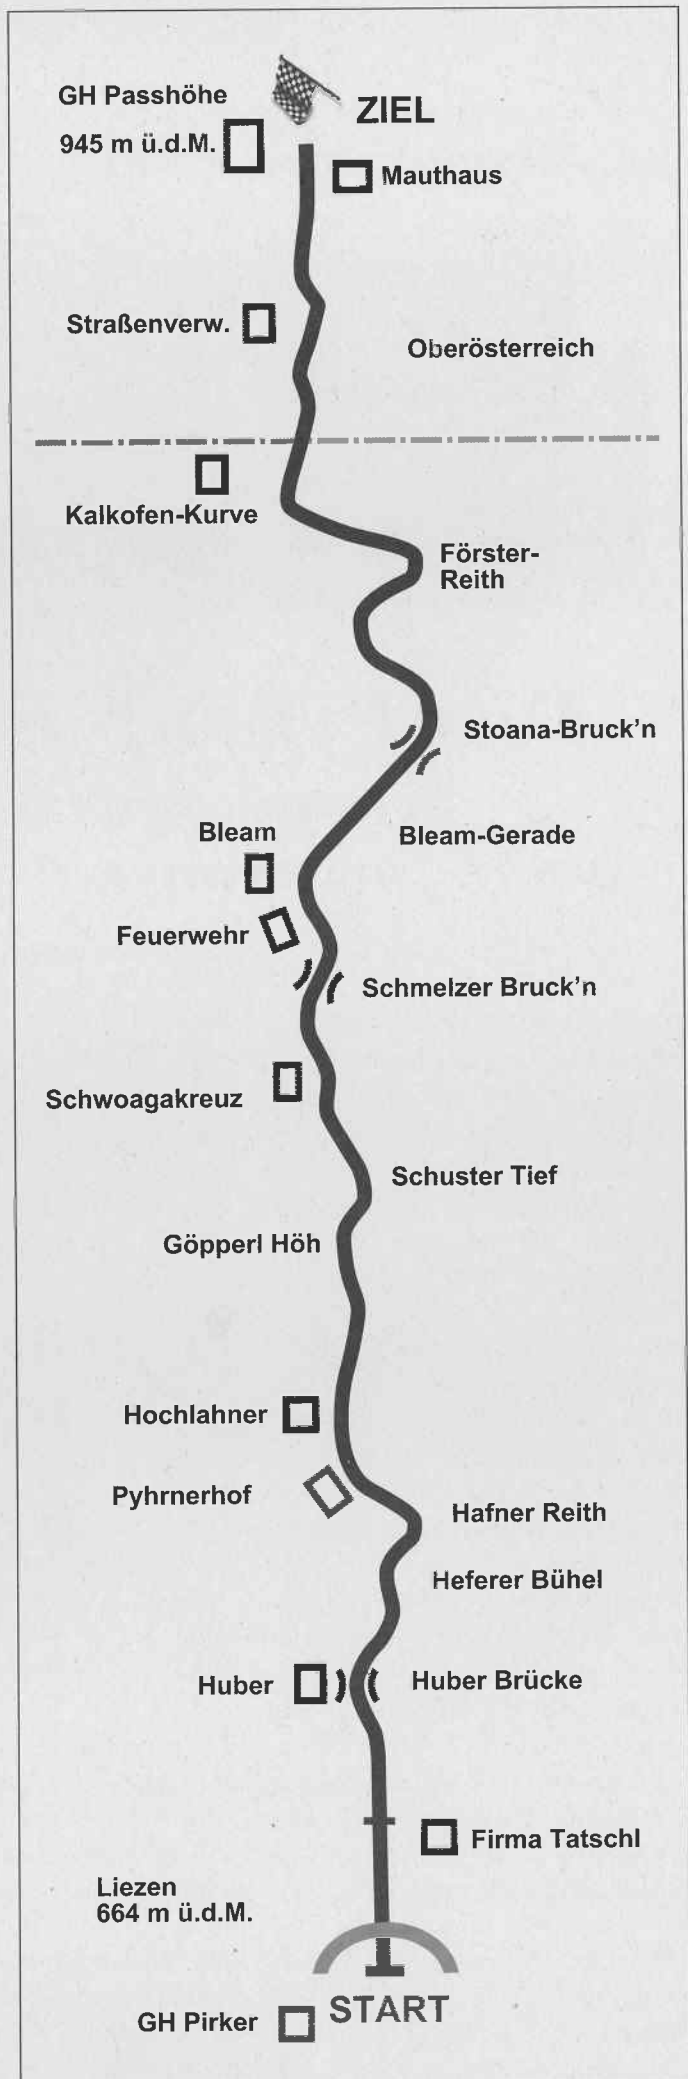 GH Passhöhe
945 m ü.d.M.
ZIEL
Mauthaus
Straßenverw.
Oberösterreich
Kalkofen-Kurve
Förster-
Reith
Stoana-Bruck'n
Bleam
Bleam-Gerade
Feuerwehr
Schmelzer Bruck'n
Schwoagakreuz
Schuster Tief
Göpperl Höh
Hochlahner
Pyhrnerhof
Hafner Reith
Heferer Bühel
Huber
Huber Brücke
Firma Tatschl
Liezen
664 m ü.d.M.
START
GH Pirker